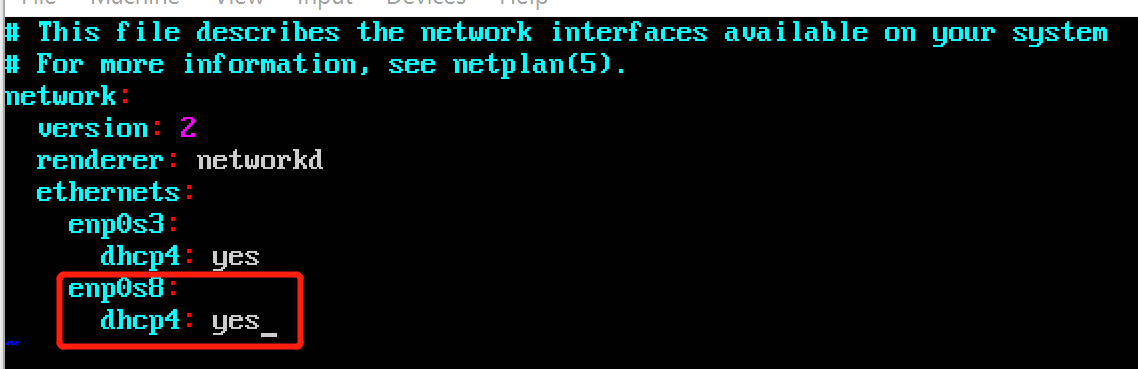 File Machine View Input Devices Help
# This file describes the network interfaces available on your system
# For more information, see netplan(5).
network:
  version: 2
  renderer: networkd
  ethernets:
    enp0s3:
      dhcp4: yes
    enp0s8:
      dhcp4: yes_
~